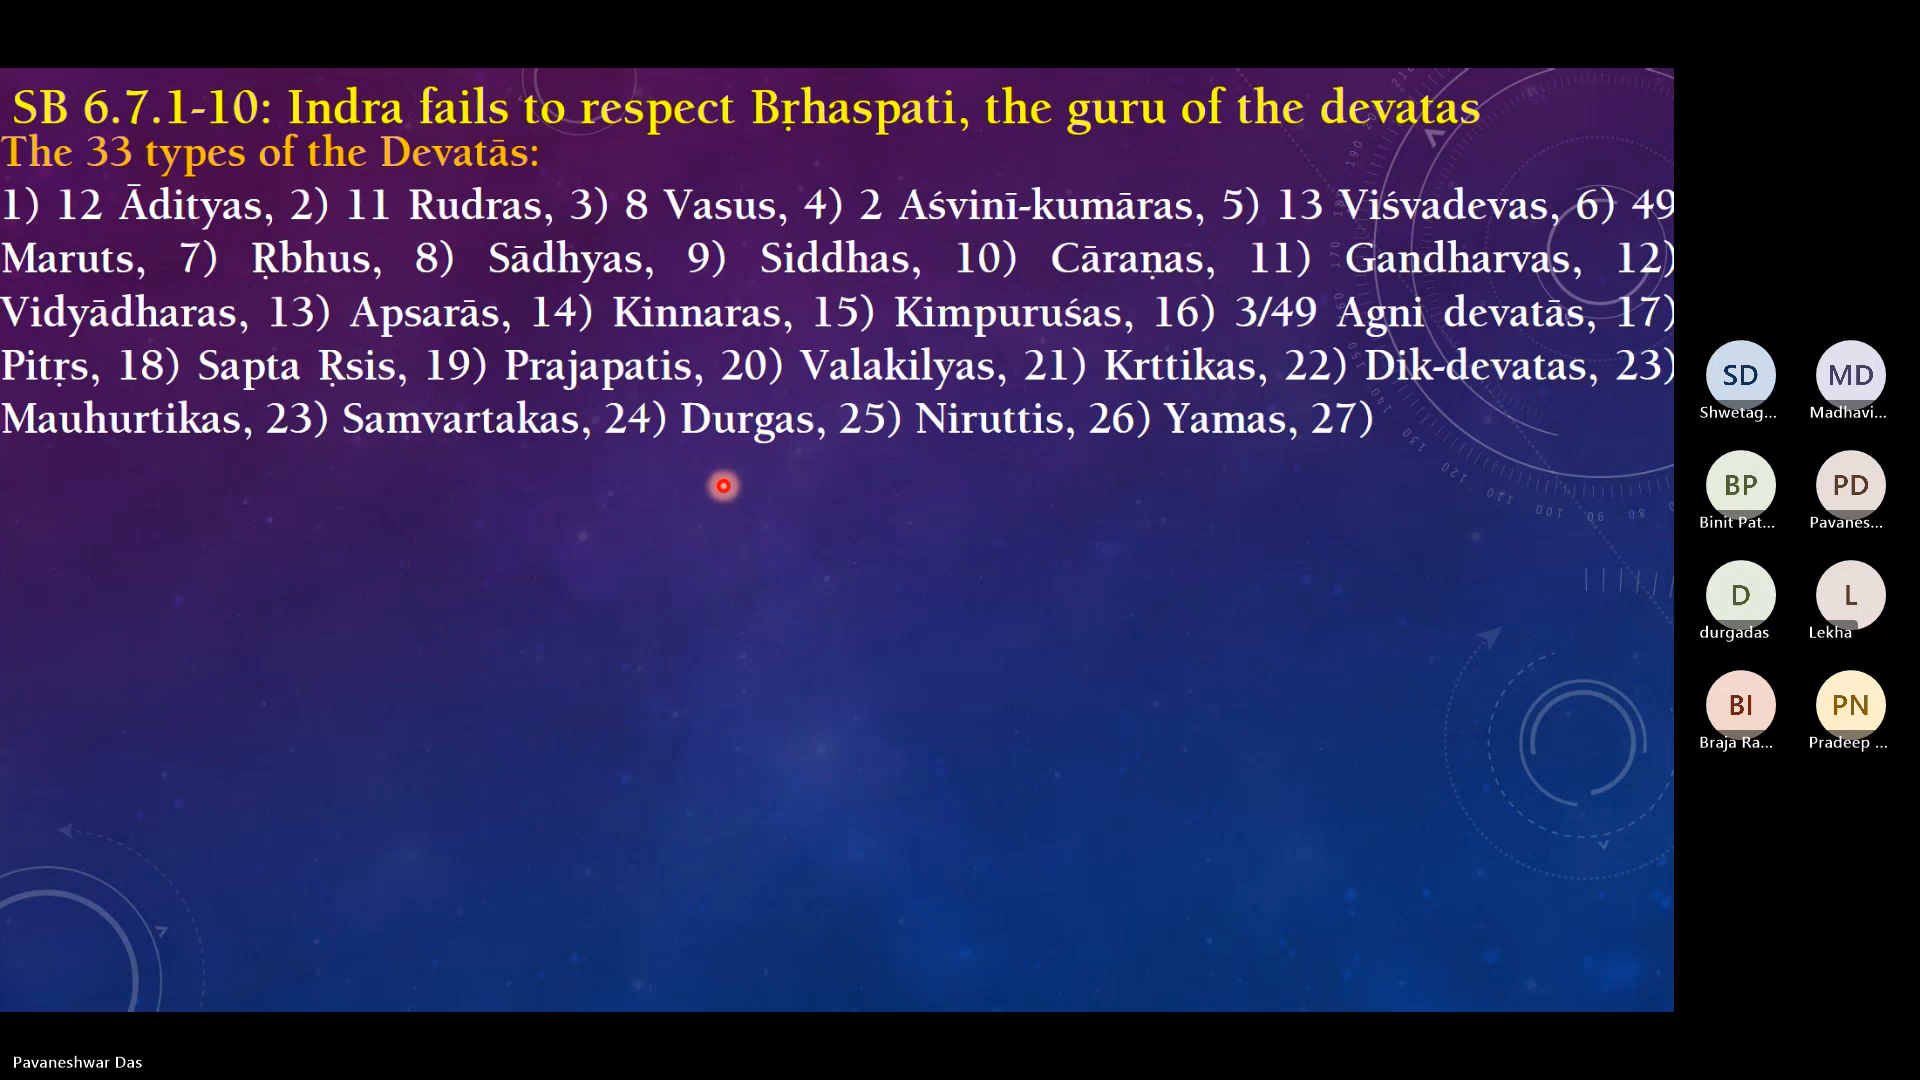 SB 6.7.1-10: Indra fails to respect Bṛhaspati, the guru of the devatas
The 33 types of the Devatās:
1) 12 Ādityas, 2) 11 Rudras, 3) 8 Vasus, 4) 2 Aśvinī-kumāras, 5) 13 Viśvadevas, 6) 49
Maruts, 7) Ṛbhus, 8) Sādhyas, 9) Siddhas, 10) Cāraṇas, 11) Gandharvas, 12)
Vidyādharas, 13) Apsarās, 14) Kinnaras, 15) Kimpuruśas, 16) 3/49 Agni devatās, 17)
Pitṛs, 18) Sapta Ṛsis, 19) Prajapatis, 20) Valakilyas, 21) Krttikas, 22) Dik-devatas, 23)
Mauhurtikas, 23) Samvartakas, 24) Durgas, 25) Niruttis, 26) Yamas, 27)
SD MD
Shwetag... Madhavi...
BP PD
Binit Pat... Pavanes...
D L
durgadas Lekha
BI PN
Braja Ra... Pradeep ...
Pavaneshwar Das